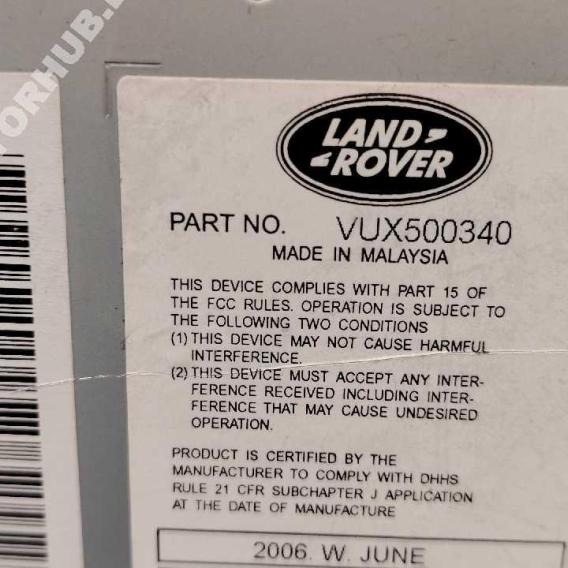 TORHUB.
LAND
ROVER
PART NO. VUX500340
MADE IN MALAYSIA
THIS DEVICE COMPLIES WITH PART 15 OF
THE FCC RULES. OPERATION IS SUBJECT TO
THE FOLLOWING TWO CONDITIONS
(1) THIS DEVICE MAY NOT CAUSE HARMFUL
INTERFERENCE.
(2) THIS DEVICE MUST ACCEPT ANY INTER-
FERENCE RECEIVED INCLUDING INTER-
FERENCE THAT MAY CAUSE UNDESIRED
OPERATION.
PRODUCT IS CERTIFIED BY THE
MANUFACTURER TO COMPLY WITH DHHS
RULE 21 CFR SUBCHAPTER J APPLICATION
AT THE DATE OF MANUFACTURE
2006. W. JUNE